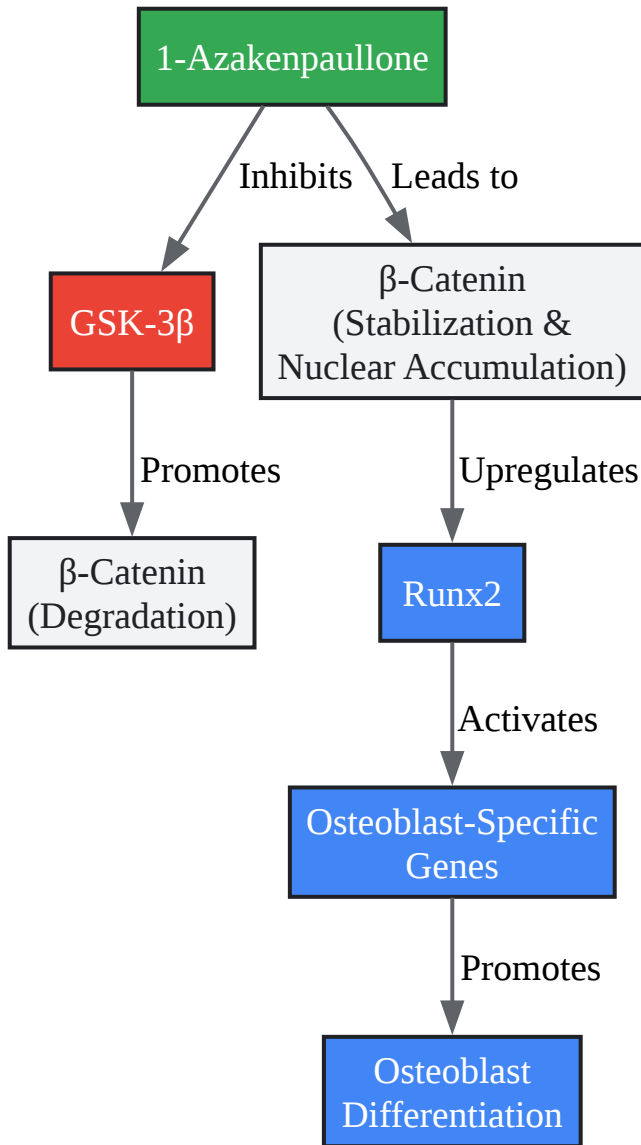 1-Azakenpaullone
Inhibits
Leads to
GSK-3β
β-Catenin
(Stabilization &
Nuclear Accumulation)
Promotes
Upregulates
β-Catenin
(Degradation)
Runx2
Activates
Osteoblast-Specific
Genes
Promotes
Osteoblast
Differentiation